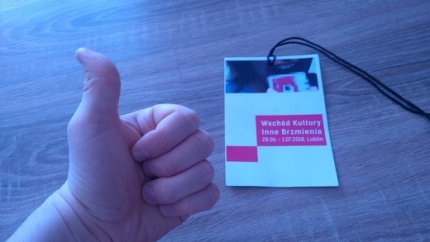 Wschód Kultury
Inne Brzmienia
28.06 - 1.07.2018, Lublin